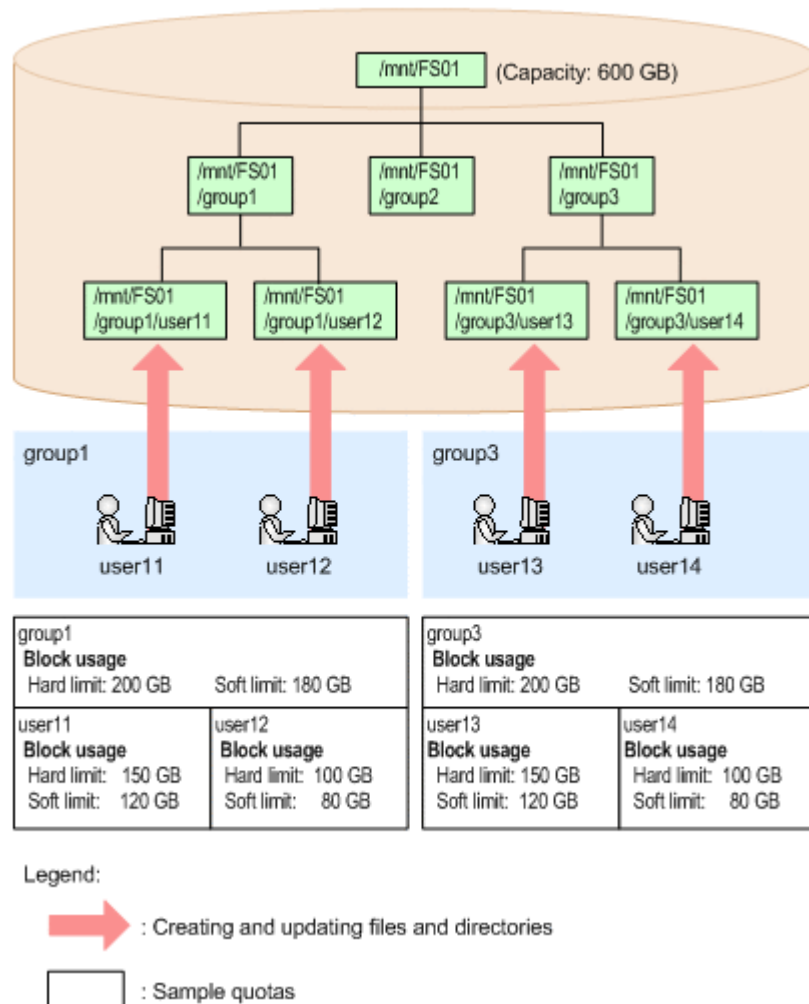 /mnt/FS01 (Capacity: 600 GB)
/mnt/FS01
/group1
/mnt/FS01
/group2
/mnt/FS01
/group3
/mnt/FS01
/group1/user11
/mnt/FS01
/group1/user12
/mnt/FS01
/group3/user13
/mnt/FS01
/group3/user14
group1
user11
user12
group3
user13
user14
group1
Block usage
Hard limit: 200 GB Soft limit: 180 GB
user11
Block usage
Hard limit: 150 GB
Soft limit: 120 GB
user12
Block usage
Hard limit: 100 GB
Soft limit: 80 GB
group3
Block usage
Hard limit: 200 GB Soft limit: 180 GB
user13
Block usage
Hard limit: 150 GB
Soft limit: 120 GB
user14
Block usage
Hard limit: 100 GB
Soft limit: 80 GB
Legend:
: Creating and updating files and directories
: Sample quotas